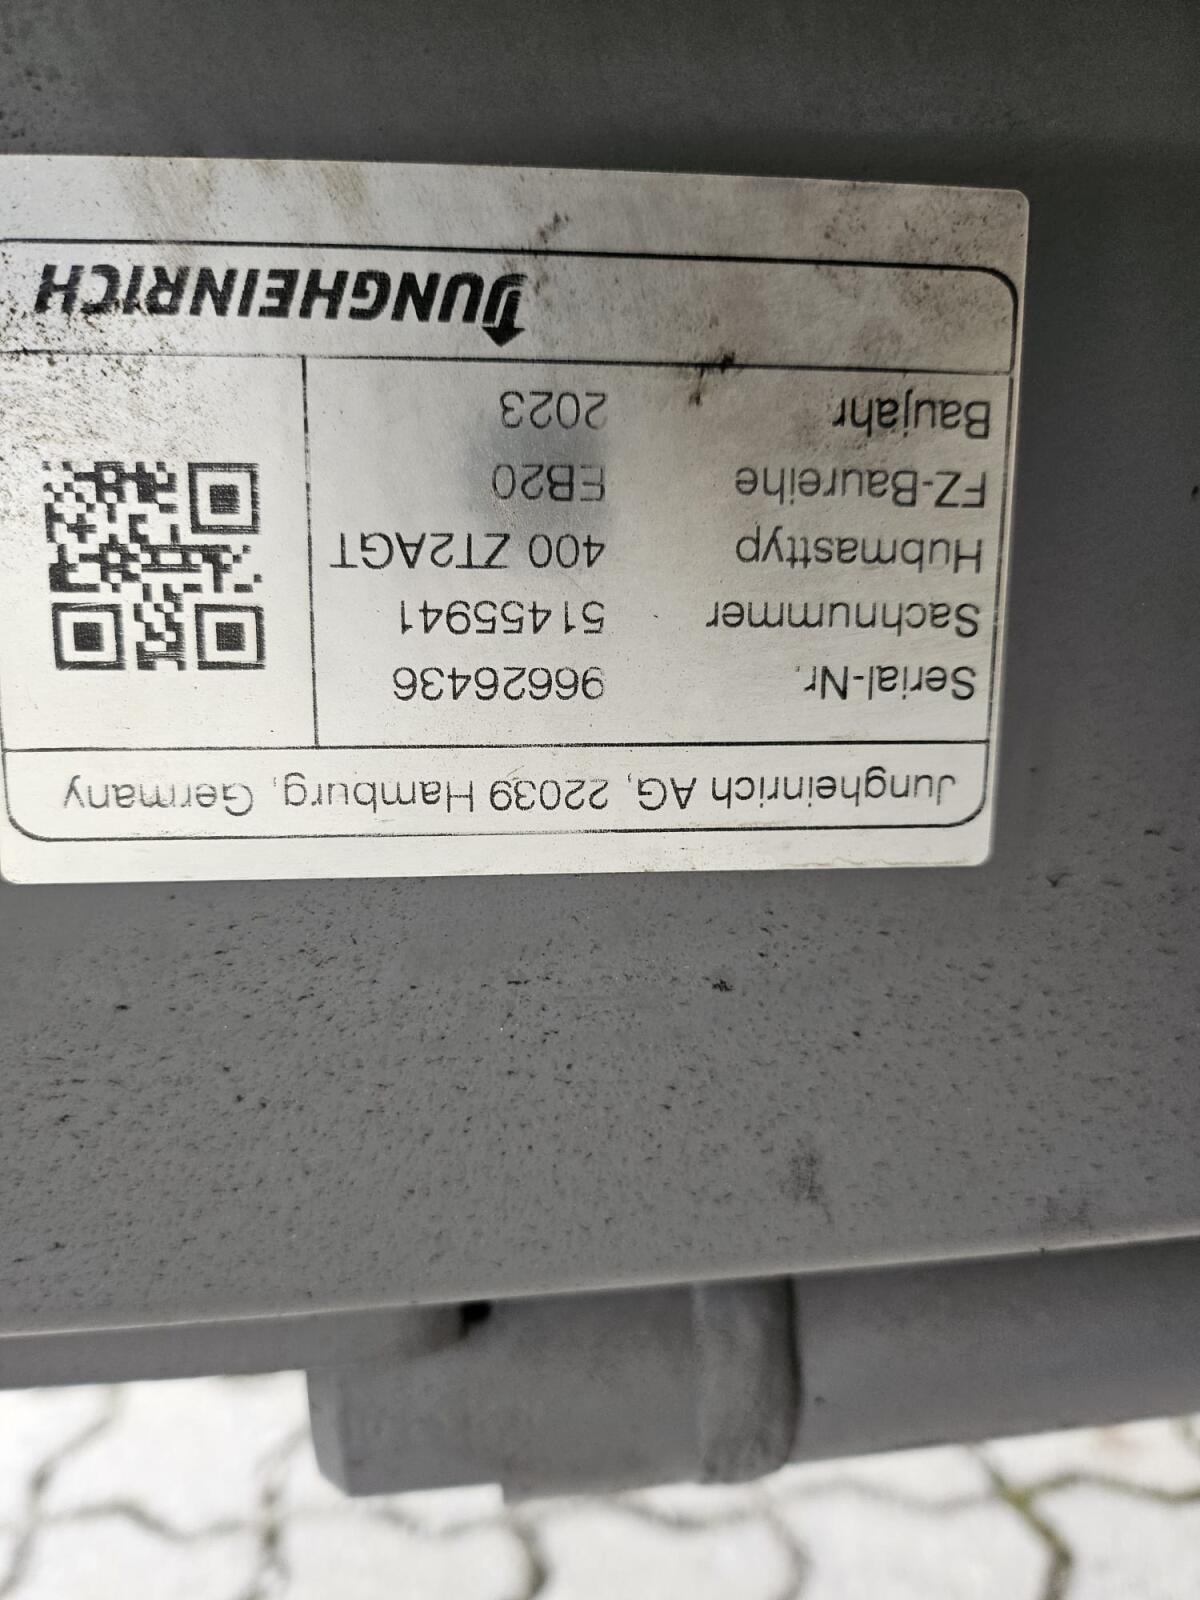 JUNGHEINRICH
Baujahr 2023
FZ-Baureihe EB20
Hubmasttyp 400 ZT2AGT
Sachnummer 51455941
Serial-Nr. 96626436
Jungheinrich AG, 22039 Hamburg, Germany